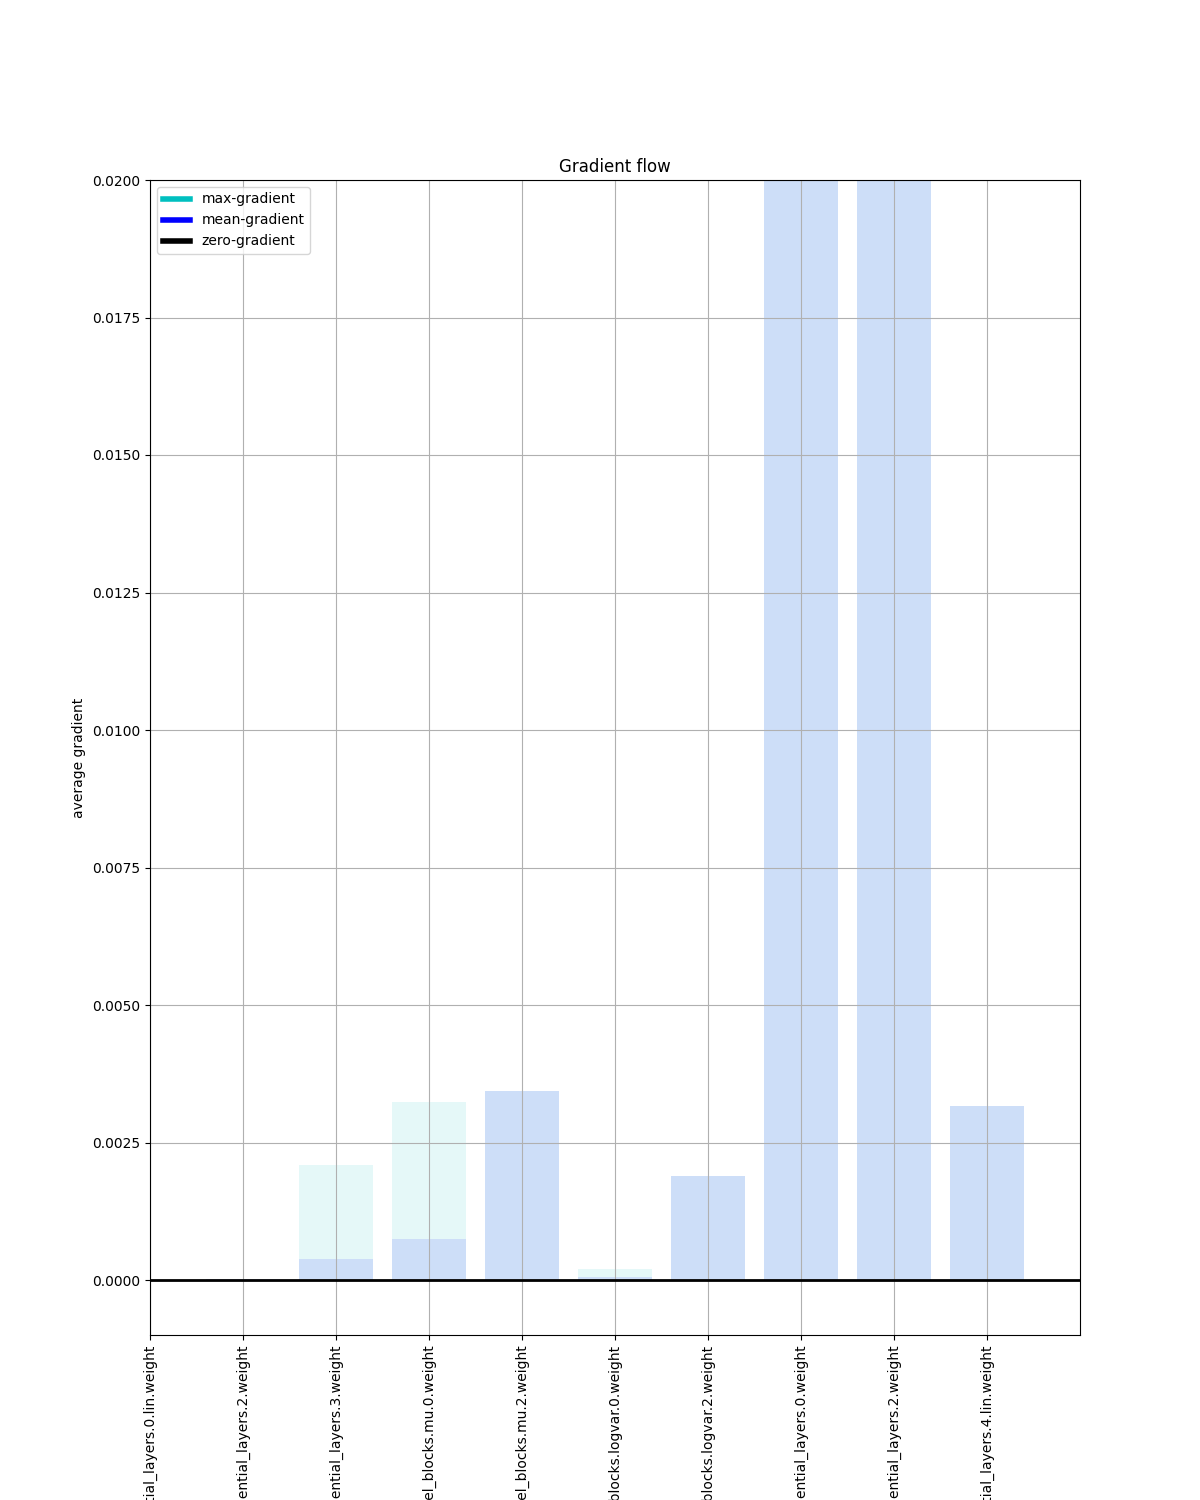 Gradient flow
max-gradient
mean-gradient
zero-gradient
0.0200
0.0175
0.0150
0.0125
0.0100
0.0075
0.0050
0.0025
0.0000
average gradient
tial_layers.0.lin.weight
ential_layers.2.weight
ential_layers.3.weight
el_blocks.mu.0.weight
el_blocks.mu.2.weight
blocks.logvar.0.weight
blocks.logvar.2.weight
ential_layers.0.weight
ential_layers.2.weight
tial_layers.4.lin.weight